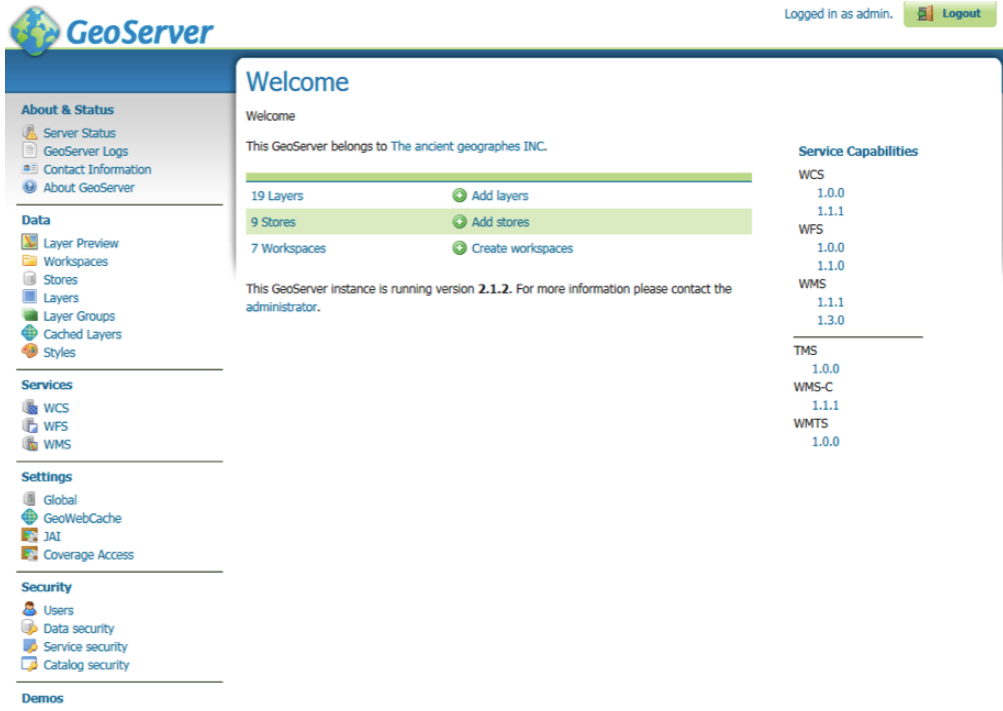 GeoServer
Logged in as admin.
Logout
About & Status
Server Status
GeoServer Logs
Contact Information
About GeoServer
Data
Layer Preview
Workspaces
Stores
Layers
Layer Groups
Cached Layers
Styles
Services
WCS
WFS
WMS
Settings
Global
GeoWebCache
JAI
Coverage Access
Security
Users
Data security
Service security
Catalog security
Demos
Welcome
Welcome
This GeoServer belongs to The ancient geographes INC.
19 Layers Add layers
9 Stores Add stores
7 Workspaces Create workspaces
This GeoServer instance is running version 2.1.2. For more information please contact the
administrator.
Service Capabilities
WCS
1.0.0
1.1.1
WFS
1.0.0
1.1.0
WMS
1.1.1
1.3.0
TMS
1.0.0
WMS-C
1.1.1
WMTS
1.0.0